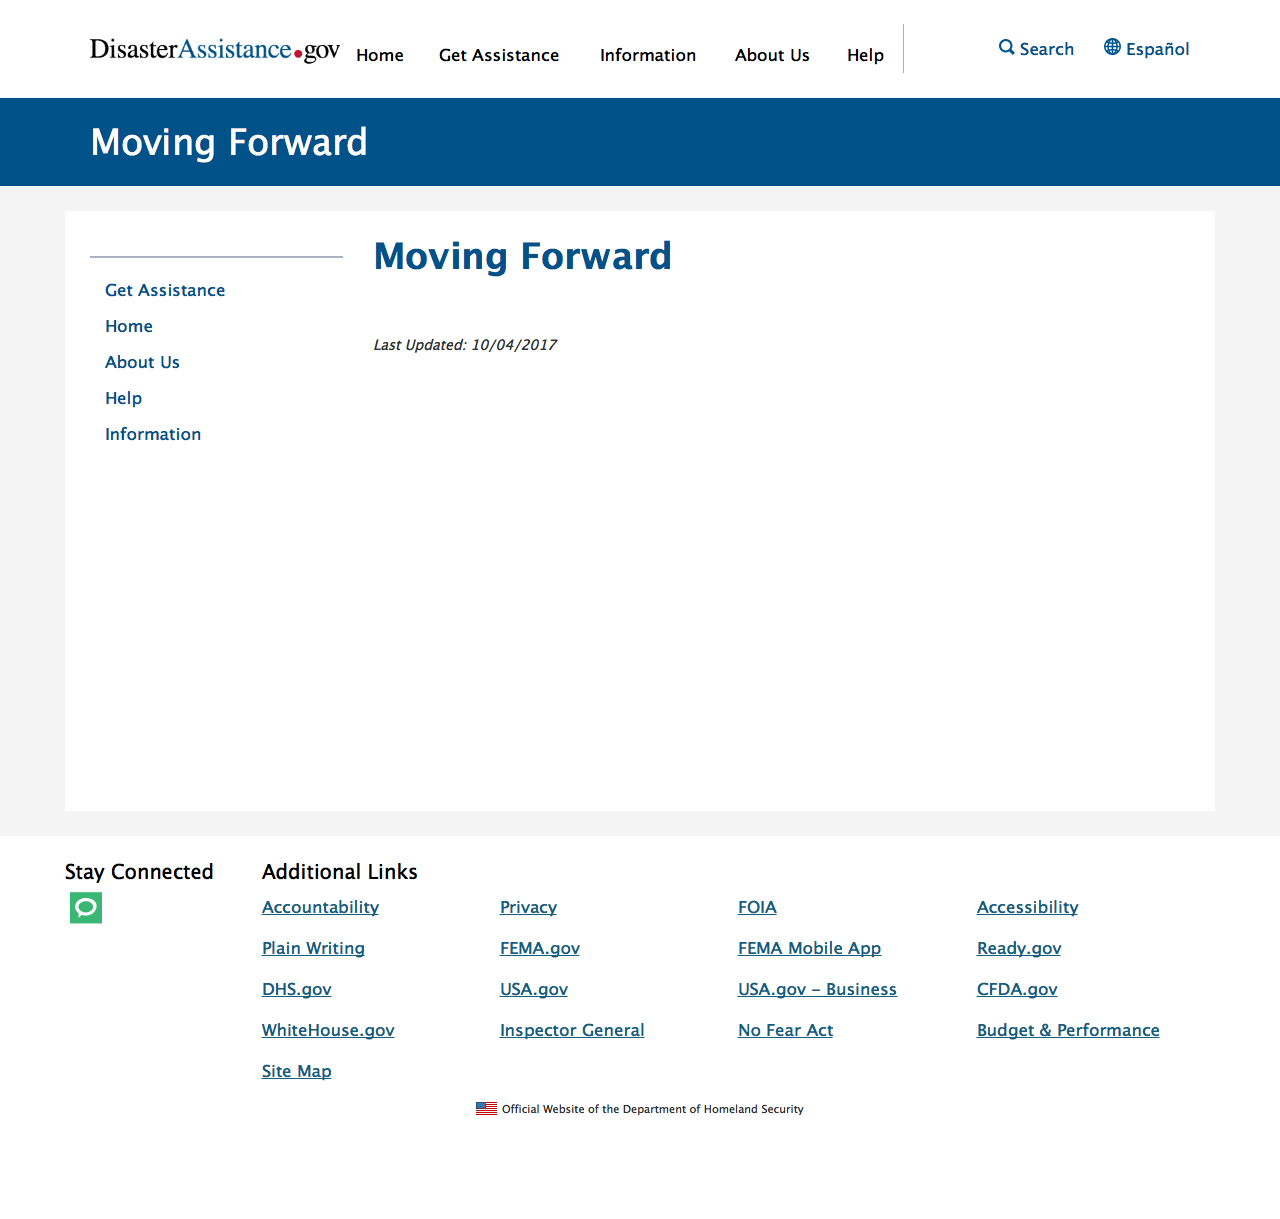 DisasterAssistance.gov Home Get Assistance Information About Us Help Search Español
Moving Forward
Moving Forward
Get Assistance
Home
About Us
Help
Information
Last Updated: 10/04/2017
Stay Connected
Additional Links
Accountability Privacy FOIA Accessibility
Plain Writing FEMA.gov FEMA Mobile App Ready.gov
DHS.gov USA.gov USA.gov – Business CFDA.gov
WhiteHouse.gov Inspector General No Fear Act Budget & Performance
Site Map
Official Website of the Department of Homeland Security